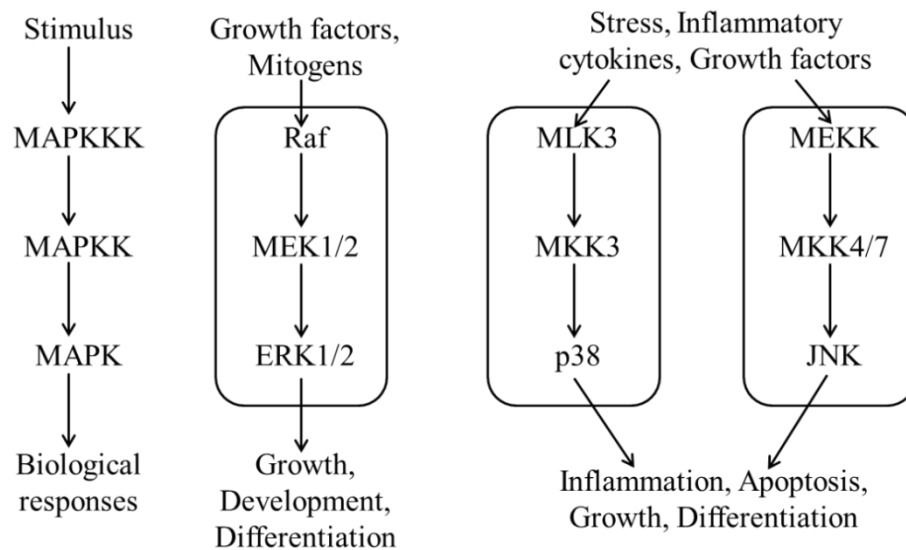 Stimulus
MAPKKK
MAPKK
MAPK
Biological
responses
Growth factors,
Mitogens
Raf
MEK1/2
ERK1/2
Growth,
Development,
Differentiation
Stress, Inflammatory
cytokines, Growth factors
MLK3
MKK3
p38
MEKK
MKK4/7
JNK
Inflammation, Apoptosis,
Growth, Differentiation